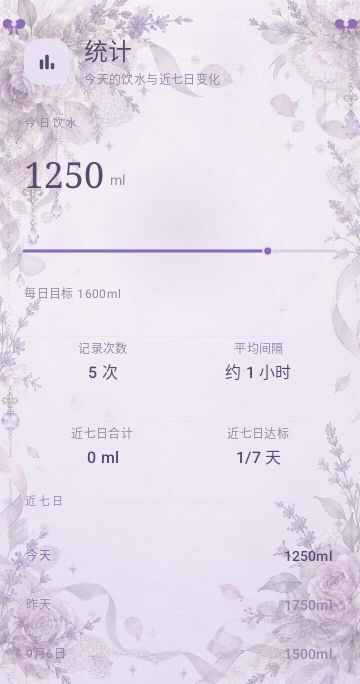 统计
今天的饮水与近七日变化
今日饮水
1250 ml
每日目标 1600ml
记录次数 平均间隔
5 次 约 1 小时
近七日合计 近七日达标
0 ml 1/7 天
近七日
今天 1250ml
昨天 1750ml
9月6日 1500ml